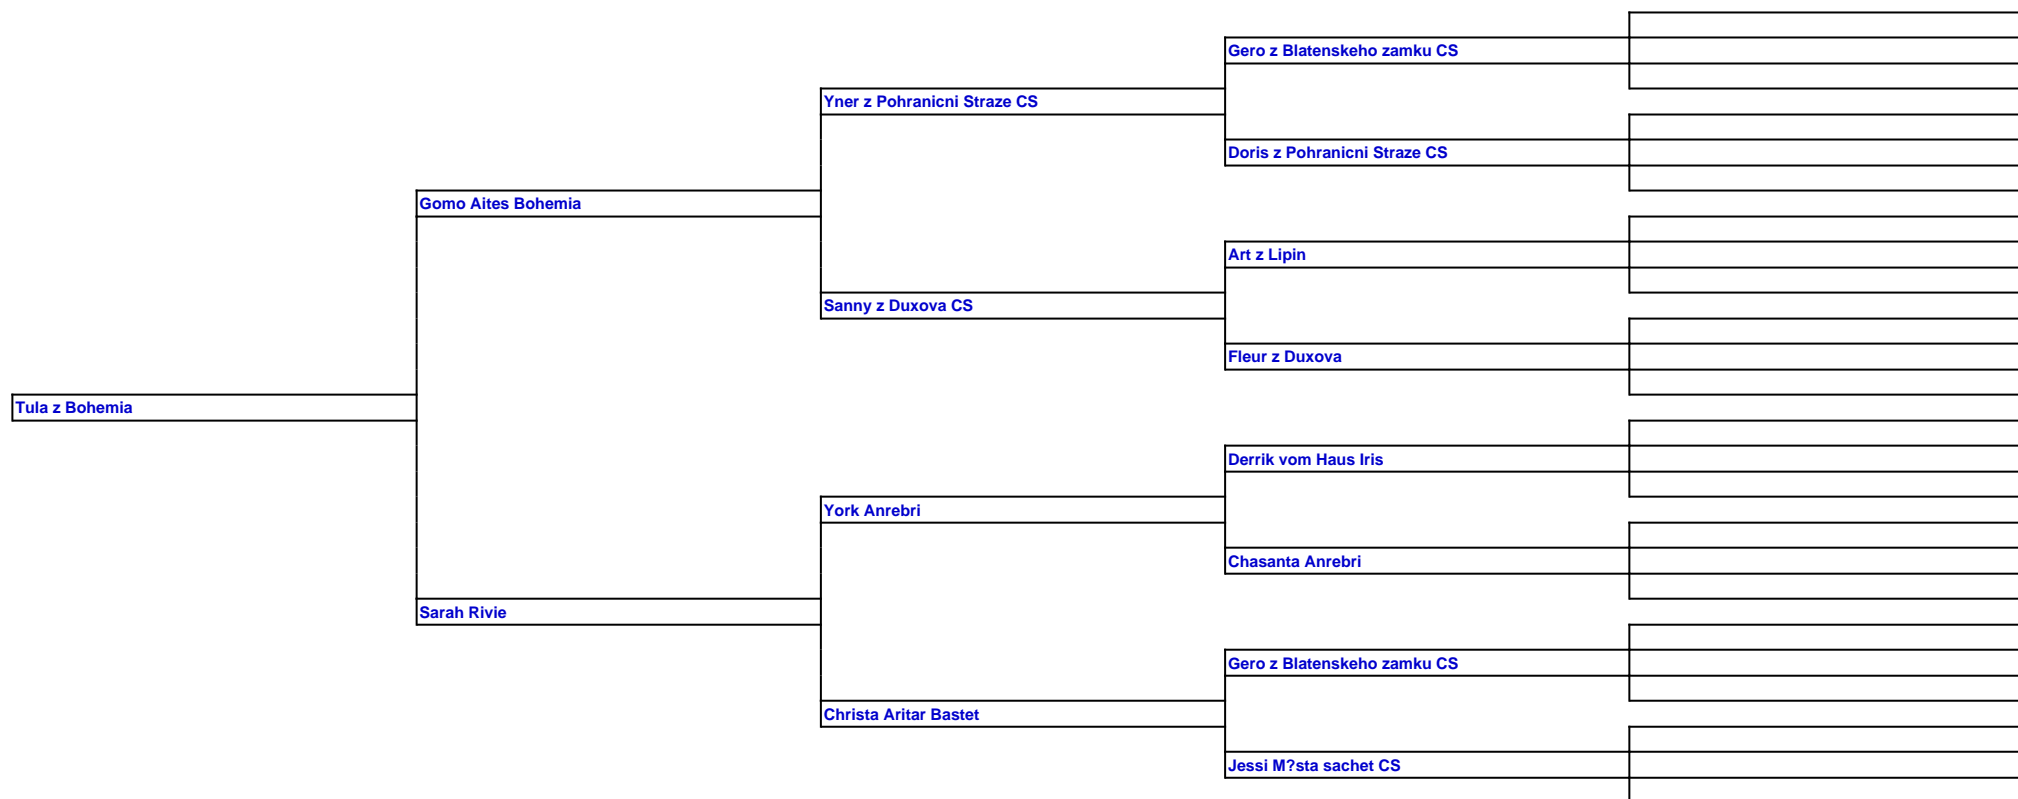 Gero z Blatenskeho zamku CS
Yner z Pohranicni Straze CS
Doris z Pohranicni Straze CS
Gomo Aites Bohemia
Art z Lipin
Sanny z Duxova CS
Fleur z Duxova
Tula z Bohemia
Derrik vom Haus Iris
York Anrebri
Chasanta Anrebri
Sarah Rivie
Gero z Blatenskeho zamku CS
Christa Aritar Bastet
Jessi M?sta sachet CS